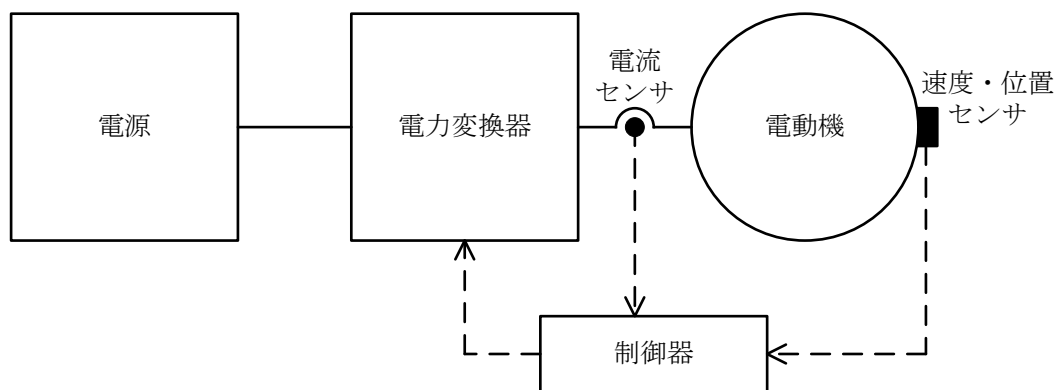 電源
電力変換器
電流
センサ
電動機
速度・位置
センサ
制御器